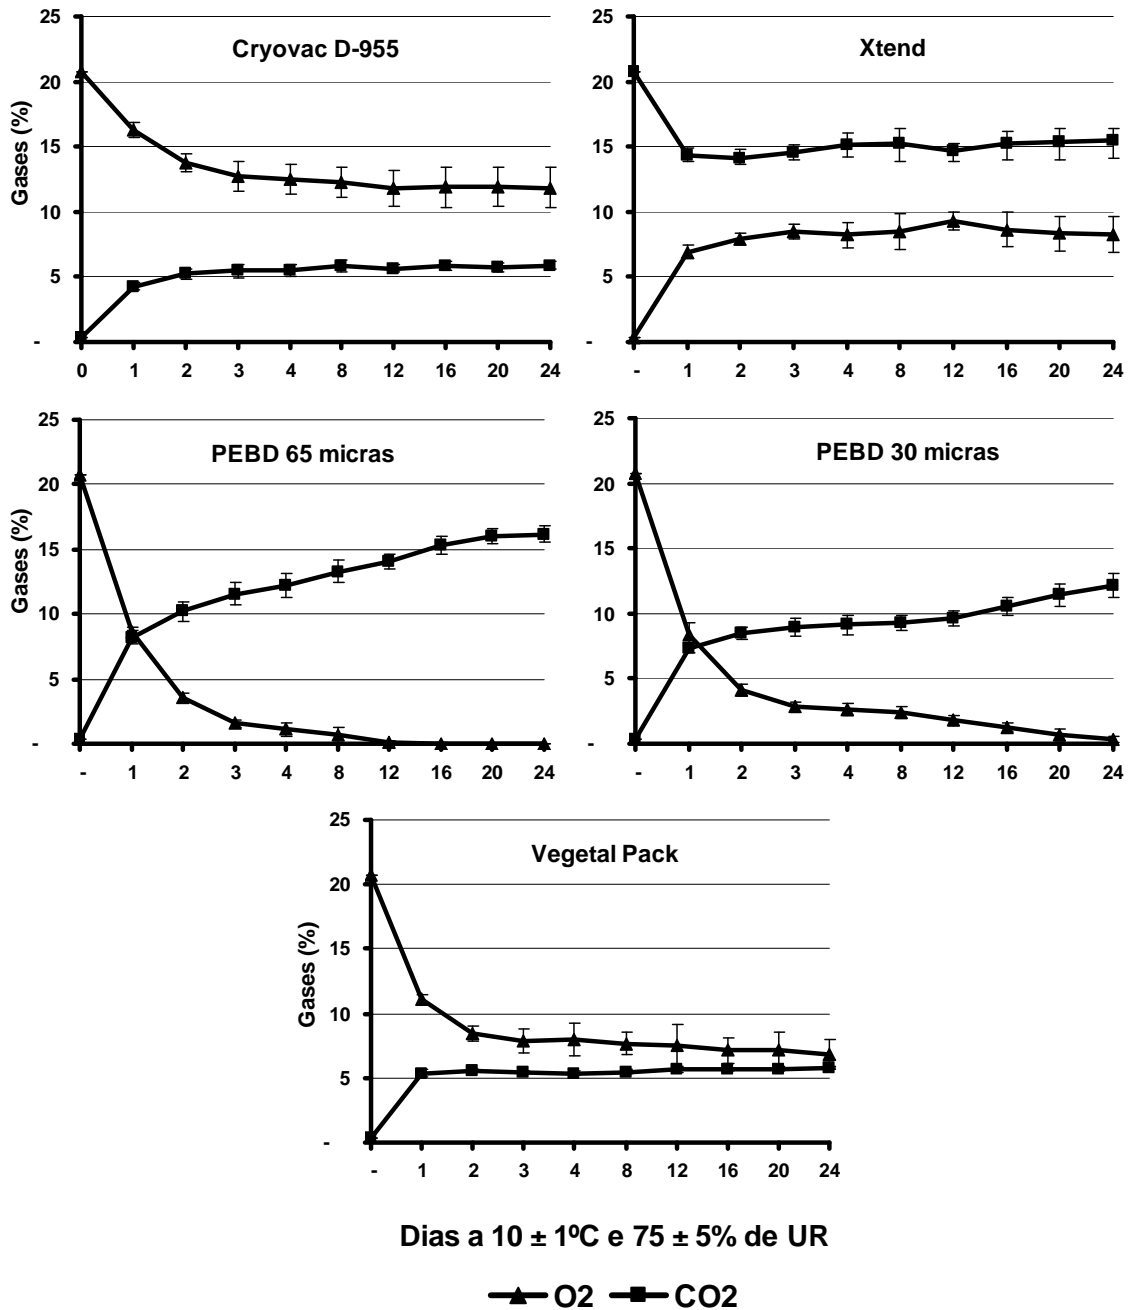 Cryovac D-955
Gases (%)
25
20
15
10
5
-
0 1 2 3 4 8 12 16 20 24
Xtend
25
20
15
10
5
-
- 1 2 3 4 8 12 16 20 24
PEBD 65 micras
Gases (%)
25
20
15
10
5
-
- 1 2 3 4 8 12 16 20 24
PEBD 30 micras
25
20
15
10
5
-
- 1 2 3 4 8 12 16 20 24
Vegetal Pack
Gases (%)
25
20
15
10
5
-
- 1 2 3 4 8 12 16 20 24
Dias a 10 ± 1ºC e 75 ± 5% de UR
O2 CO2